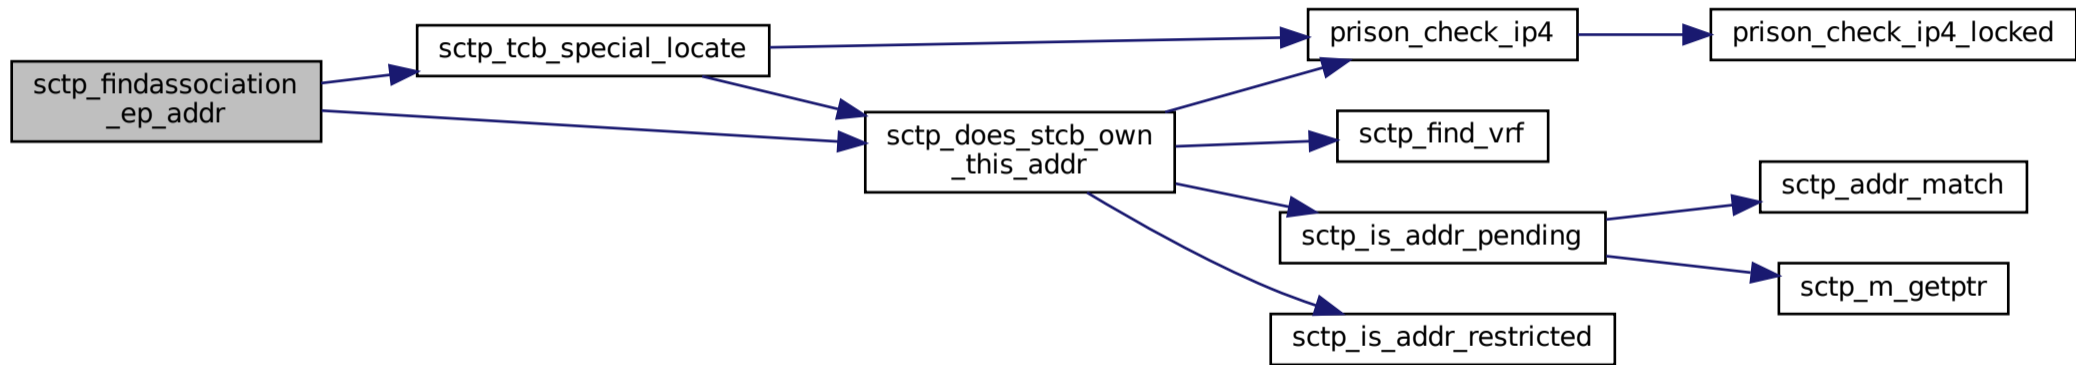 sctp_findassociation
_ep_addr
sctp_tcb_special_locate
sctp_does_stcb_own
_this_addr
prison_check_ip4
prison_check_ip4_locked
sctp_find_vrf
sctp_is_addr_pending
sctp_addr_match
sctp_m_getptr
sctp_is_addr_restricted